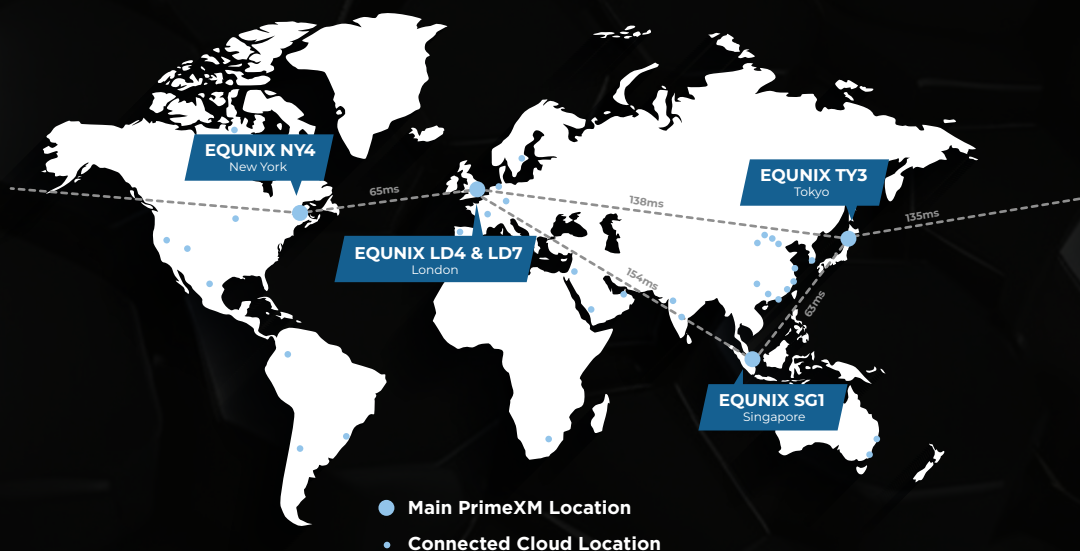 EQUNIX NY4
New York
65ms
EQUNIX LD4 & LD7
London
138ms
154ms
EQUNIX TY3
Tokyo
135ms
63ms
EQUNIX SG1
Singapore
Main PrimeXM Location
Connected Cloud Location